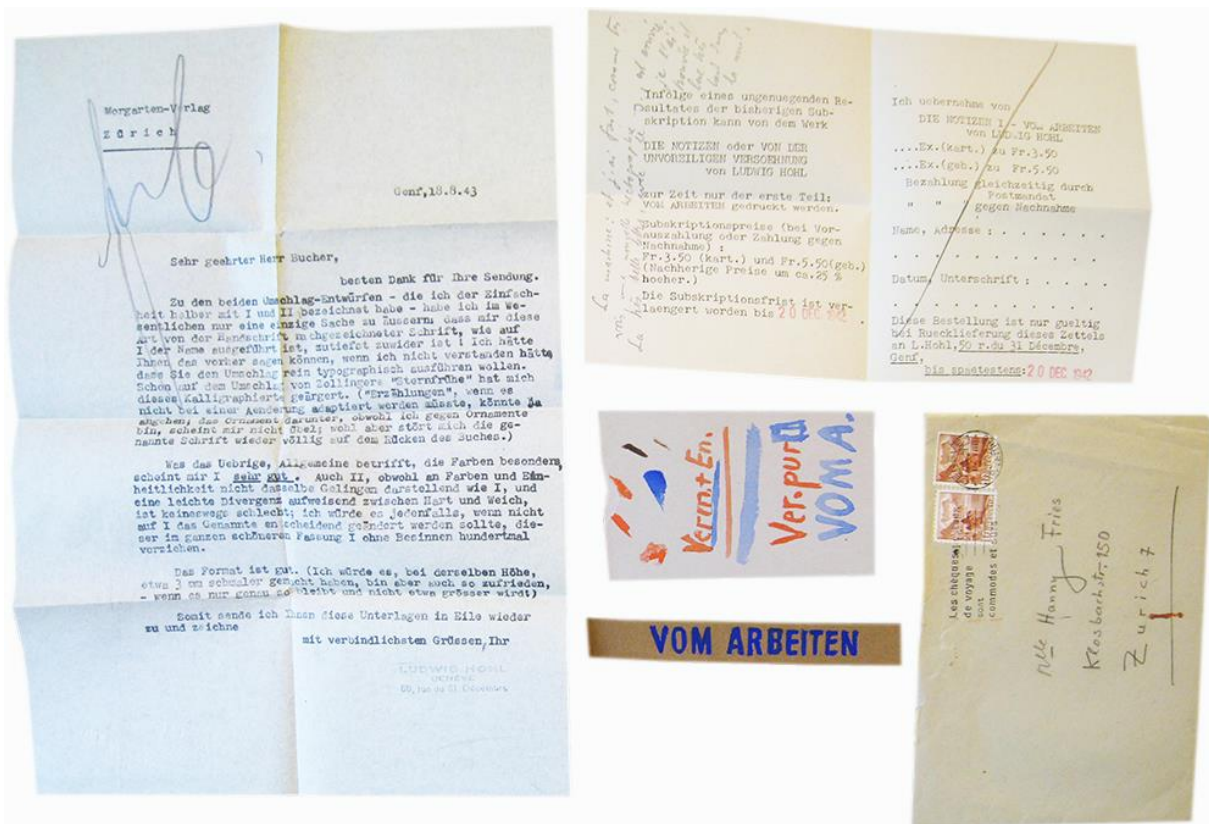 Morgarten-Verlag
Zürich
Genf,18.8.43
Sehr geehrter Herr Bucher,
besten Dank für Ihre Sendung.
Zu den beiden Umschlag-Entwürfen - die ich der Einfach-
heit halber mit I und II bezeichnet habe - habe ich im We-
sentlichen nur eine einzige Sache zu äussern: dass mir diese
Art von der Handschrift nachgezeichneter Schrift, wie auf
I der Name ausgeführt ist, zutiefst zuwider ist ! Ich hätte
Ihnen das vorher sagen können, wenn ich nicht verstanden hätte,
dass Sie den Umschlag rein typographisch ausführen wollen.
Schon auf dem Umschlag von Zollingers "Sternfrühe" hat mich
dieses Kalligraphierte geärgert. ("Erzählungen", wenn es
nicht bei einer Aenderung adaptiert werden müsste, könnte ja
angehen; das Ornament darunter, obwohl ich gegen Ornamente
bin, scheint mir nicht übel; wohl aber stört mich die ge-
nannte Schrift wieder völlig auf dem Rücken des Buches.)
Was das Uebrige, Allgemeine betrifft, die Farben besonders,
scheint mir I sehr gut . Auch II, obwohl an Farben und Ein-
heitlichkeit nicht dasselbe Gelingen darstellend wie I, und
eine leichte Divergenz aufweisend zwischen Hart und Weich,
ist keineswegs schlecht; ich würde es jedenfalls, wenn nicht
auf I das Genannte entscheidend geändert werden sollte, die-
ser im ganzen schöneren Fassung I ohne Besinnen hundertmal
vorziehen.
Das Format ist gut. (Ich würde es, bei derselben Höhe,
etwa 3 mm schmaler gemacht haben, bin aber auch so zufrieden,
- wenn es nur genau so bleibt und nicht etwa grösser wird!)
Somit sende ich Ihnen diese Unterlagen in Eile wieder
zu und zeichne
mit verbindlichsten Grüssen, Ihr
LUDWIG HOHL
GENÈVE
rue du 31 Décembre
Infolge eines ungenuegenden Re-
sultates der bisherigen Sub-
skription kann von dem Werk
DIE NOTIZEN oder VON DER
UNVOREILIGEN VERSOEHNUNG
von LUDWIG HOHL
zur Zeit nur der erste Teil:
VOM ARBEITEN gedruckt werden.
Subskriptionspreise (bei Vor-
auszahlung oder Zahlung gegen
Nachnahme) :
Fr.3.50 (kart.) und Fr.5.50(geb.)
(Nachherige Preise um ca.25 %
hoeher.)
Die Subskriptionsfrist ist ver-
laengert worden bis 20 DEC 1942
Ich uebernehme von
DIE NOTIZEN I - VOM ARBEITEN
von LUDWIG HOHL
....Ex.(kart.) zu Fr.3.50
....Ex.(geb.) zu Fr.5.50
Bezahlung gleichzeitig durch
Postmandat
" " " gegen Nachnahme
Name, Adresse : . . . . . .
. . . . . . . . . . . . .
Datum, Unterschrift : . . . .
. . . . . . . . . . . . .
Diese Bestellung ist nur gueltig
bei Ruecklieferung dieses Zettels
an L.Hohl, 50 r.du 31 Décembre,
Genf,
bis spaetestens: 20 DEC 1942
Verm.+En.
Ver.pur
VOM A.
VOM ARBEITEN
Les chèques
de voyage
sont
commodes et sûrs
Mlle Hanny Fries
Klosbachstr. 150
Zürich 7